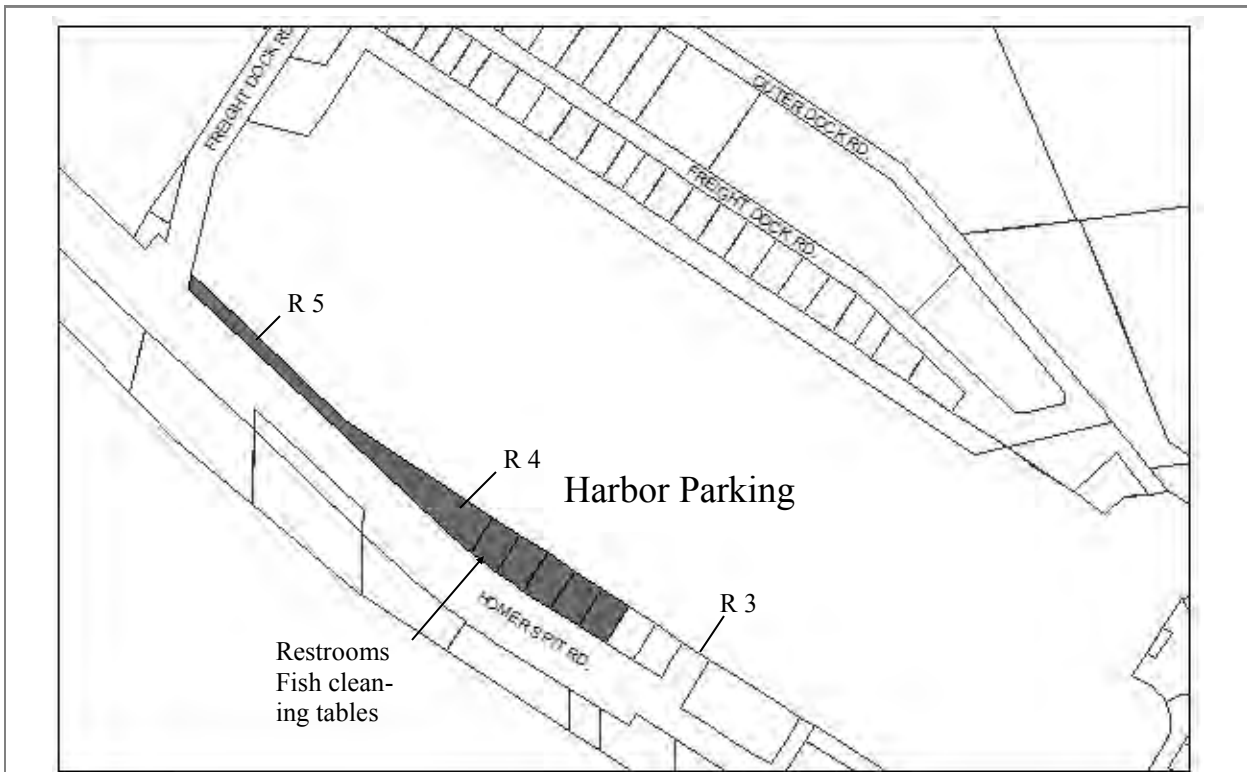 FREIGHT DOCK RD.
OUTER DOCK RD.
FREIGHT DOCK RD.
R 5
R 4
Harbor Parking
R 3
HOMER SPIT RD.
Restrooms
Fish clean-
ing tables